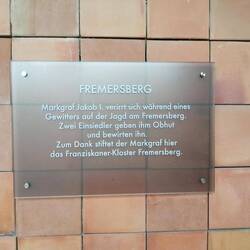 FREMERSBERG
Markgraf Jakob I. verirrt sich während eines
Gewitters auf der Jagd am Fremersberg.
Zwei Einsiedler geben ihm Obhut
und bewirten ihn.
Zum Dank stiftet der Markgraf hier
das Franziskaner-Kloster Fremersberg.